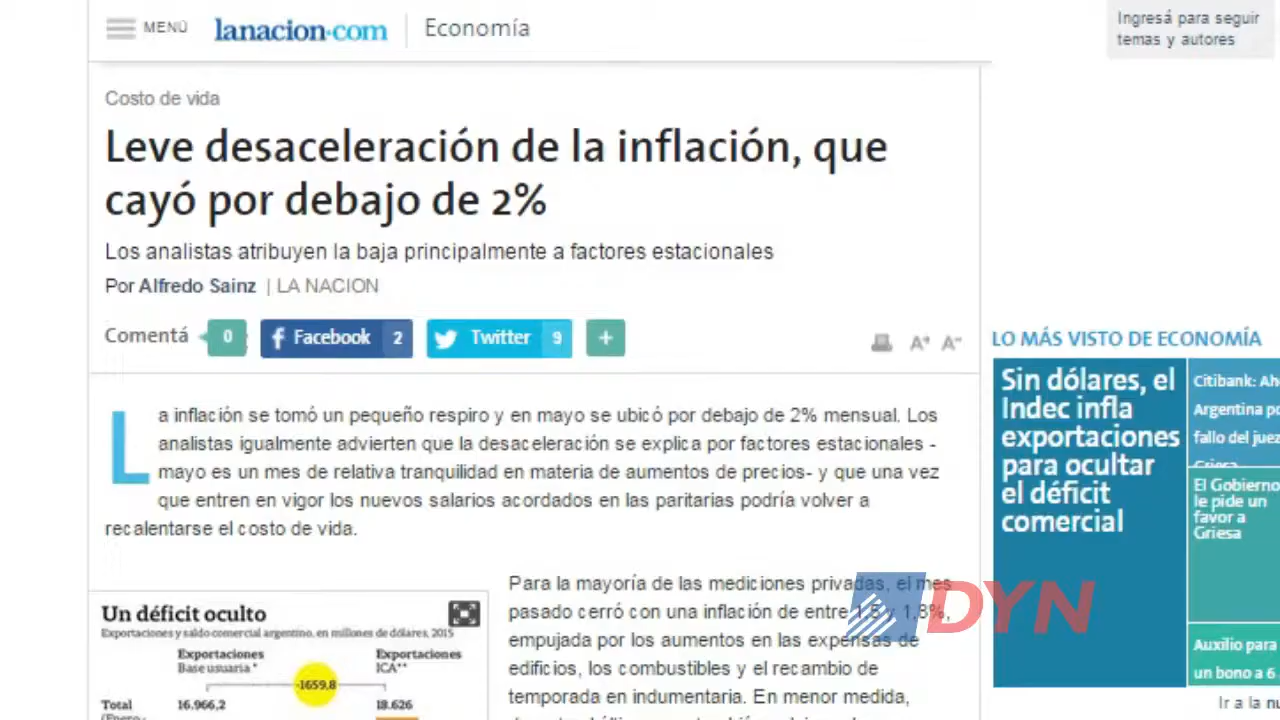 MENÚ
lanacion.com
Economía
Ingresá para seguir
temas y autores
Costo de vida
Leve desaceleración de la inflación, que
cayó por debajo de 2%
Los analistas atribuyen la baja principalmente a factores estacionales
Por Alfredo Sainz | LA NACION
Comentá 0 Facebook 2 Twitter 9 +
A+ A-
La inflación se tomó un pequeño respiro y en mayo se ubicó por debajo de 2% mensual. Los
analistas igualmente advierten que la desaceleración se explica por factores estacionales -
mayo es un mes de relativa tranquilidad en materia de aumentos de precios- y que una vez
que entren en vigor los nuevos salarios acordados en las paritarias podría volver a
recalentarse el costo de vida.
Un déficit oculto
Exportaciones y saldo comercial argentino, en millones de dólares, 2015
Exportaciones
Base usuaria *
Exportaciones
ICA**
-1659,8
Total
16.966,2
18.626
(Enero-
Para la mayoría de las mediciones privadas, el mes
pasado cerró con una inflación de entre 1,5 y 1,8%,
empujada por los aumentos en las expensas de
edificios, los combustibles y el recambio de
temporada en indumentaria. En menor medida,
LO MÁS VISTO DE ECONOMÍA
Sin dólares, el
Indec infla
exportaciones
para ocultar
el déficit
comercial
Citibank: Ah
Argentina po
fallo del juez
Griesa
El Gobierno
le pide un
favor a
Griesa
Auxilio para
un bono a 6
Ir a la n
DYN